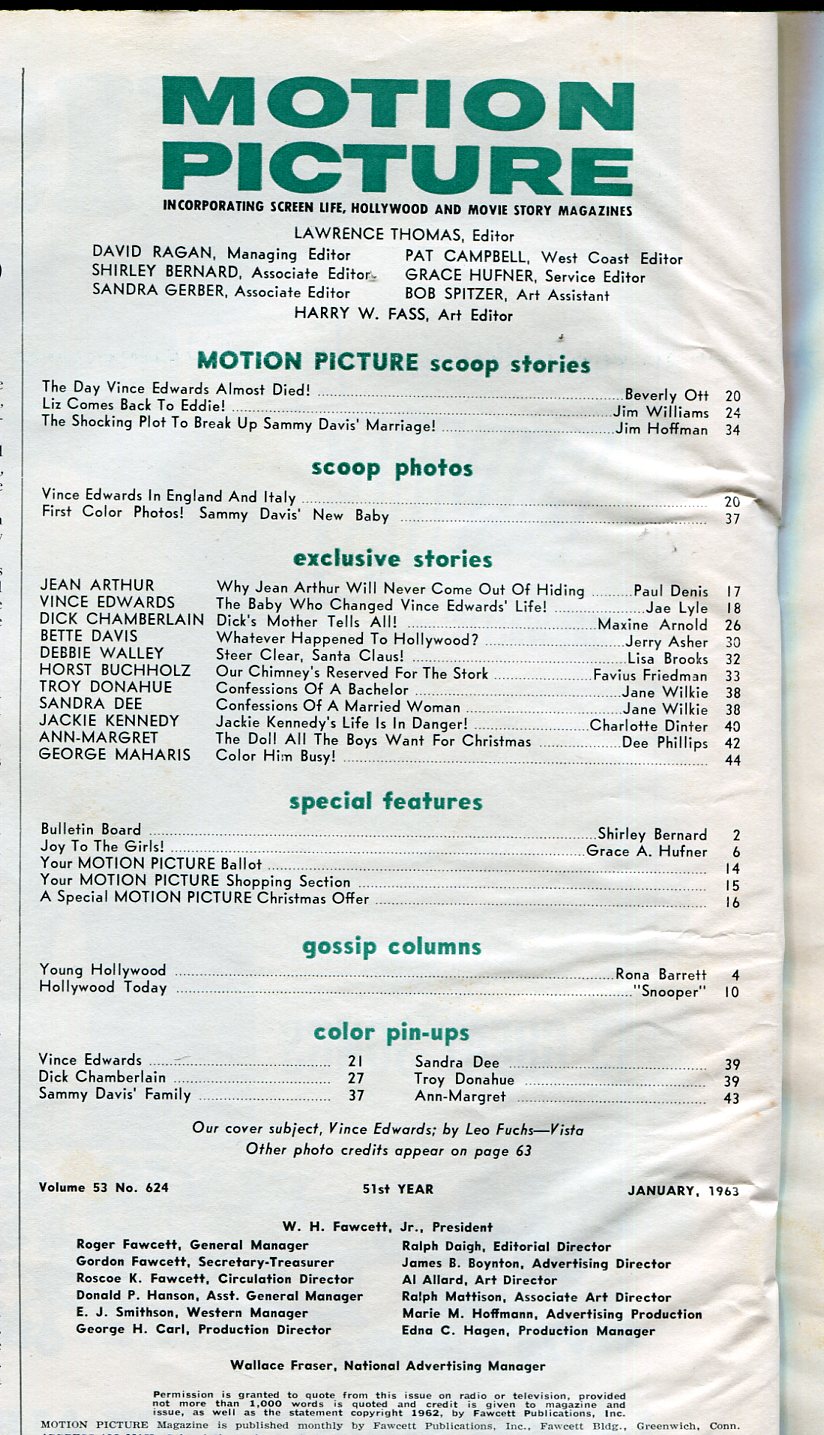 MOTION
PICTURE
INCORPORATING SCREEN LIFE, HOLLYWOOD AND MOVIE STORY MAGAZINES
LAWRENCE THOMAS, Editor
DAVID RAGAN, Managing Editor PAT CAMPBELL, West Coast Editor
SHIRLEY BERNARD, Associate Editor GRACE HUFNER, Service Editor
SANDRA GERBER, Associate Editor BOB SPITZER, Art Assistant
HARRY W. FASS, Art Editor
MOTION PICTURE scoop stories
The Day Vince Edwards Almost Died! Beverly Ott 20
Liz Comes Back To Eddie! Jim Williams 24
The Shocking Plot To Break Up Sammy Davis' Marriage! Jim Hoffman 34
scoop photos
Vince Edwards In England And Italy 20
First Color Photos! Sammy Davis' New Baby 37
exclusive stories
JEAN ARTHUR Why Jean Arthur Will Never Come Out Of Hiding Paul Denis 17
VINCE EDWARDS The Baby Who Changed Vince Edwards' Life! Jae Lyle 18
DICK CHAMBERLAIN Dick's Mother Tells All! Maxine Arnold 26
BETTE DAVIS Whatever Happened To Hollywood? Jerry Asher 30
DEBBIE WALLEY Steer Clear, Santa Claus! Lisa Brooks 32
HORST BUCHHOLZ Our Chimney's Reserved For The Stork Favius Friedman 33
TROY DONAHUE Confessions Of A Bachelor Jane Wilkie 38
SANDRA DEE Confessions Of A Married Woman Jane Wilkie 38
JACKIE KENNEDY Jackie Kennedy's Life Is In Danger! Charlotte Dinter 40
ANN-MARGRET The Doll All The Boys Want For Christmas Dee Phillips 42
GEORGE MAHARIS Color Him Busy! 44
special features
Bulletin Board Shirley Bernard 2
Joy To The Girls! Grace A. Hufner 6
Your MOTION PICTURE Ballot 14
Your MOTION PICTURE Shopping Section 15
A Special MOTION PICTURE Christmas Offer 16
gossip columns
Young Hollywood Rona Barrett 4
Hollywood Today "Snooper" 10
color pin-ups
Vince Edwards 21 Sandra Dee 39
Dick Chamberlain 27 Troy Donahue 39
Sammy Davis' Family 37 Ann-Margret 43
Our cover subject, Vince Edwards; by Leo Fuchs—Vista
Other photo credits appear on page 63
Volume 53 No. 624 51st YEAR JANUARY, 1963
W. H. Fawcett, Jr., President
Roger Fawcett, General Manager Ralph Daigh, Editorial Director
Gordon Fawcett, Secretary-Treasurer James B. Boynton, Advertising Director
Roscoe K. Fawcett, Circulation Director Al Allard, Art Director
Donald P. Hanson, Asst. General Manager Ralph Mattison, Associate Art Director
E. J. Smithson, Western Manager Marie M. Hoffmann, Advertising Production
George H. Carl, Production Director Edna C. Hagen, Production Manager
Wallace Fraser, National Advertising Manager
Permission is granted to quote from this issue on radio or television, provided
not more than 1,000 words is quoted and credit is given to magazine and
issue, as well as the statement copyright 1962, by Fawcett Publications, Inc.
MOTION PICTURE Magazine is published monthly by Fawcett Publications, Inc., Fawcett Bldg., Greenwich, Conn.